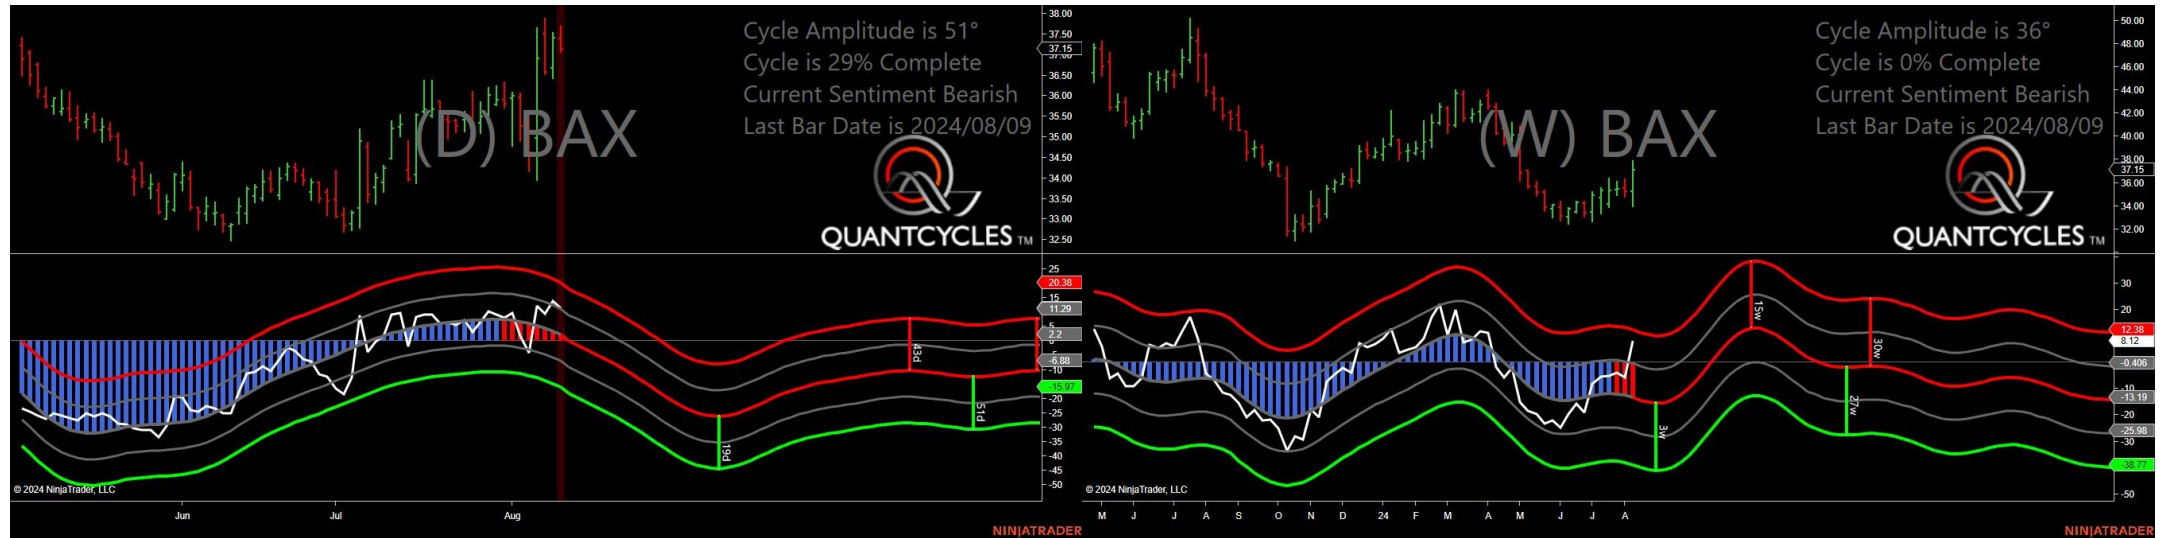 Cycle Amplitude is 51°
Cycle is 29% Complete
Current Sentiment Bearish
Last Bar Date is 2024/08/09
(D) BAX
QUANTCYCLES TM
38.00
37.50
37.15
37.00
36.50
36.00
35.50
35.00
34.50
34.00
33.50
33.00
32.50
25
20.38
15
11.29
5
2.2
0
-6.88
-10
-15.97
-20
-25
-30
-35
-40
-45
-50
43d
19d
51d
© 2024 NinjaTrader, LLC
Jun Jul Aug
NINJATRADER
Cycle Amplitude is 36°
Cycle is 0% Complete
Current Sentiment Bearish
Last Bar Date is 2024/08/09
(W) BAX
QUANTCYCLES TM
50.00
48.00
46.00
44.00
42.00
40.00
38.00
37.15
36.00
34.00
32.00
30
20
12.38
8.12
-0.406
-10
-13.19
-20
-25.98
-30
-38.77
-50
15w
30w
3w
27w
© 2024 NinjaTrader, LLC
M J J A S O N D 24 F M A M J J A
NINJATRADER